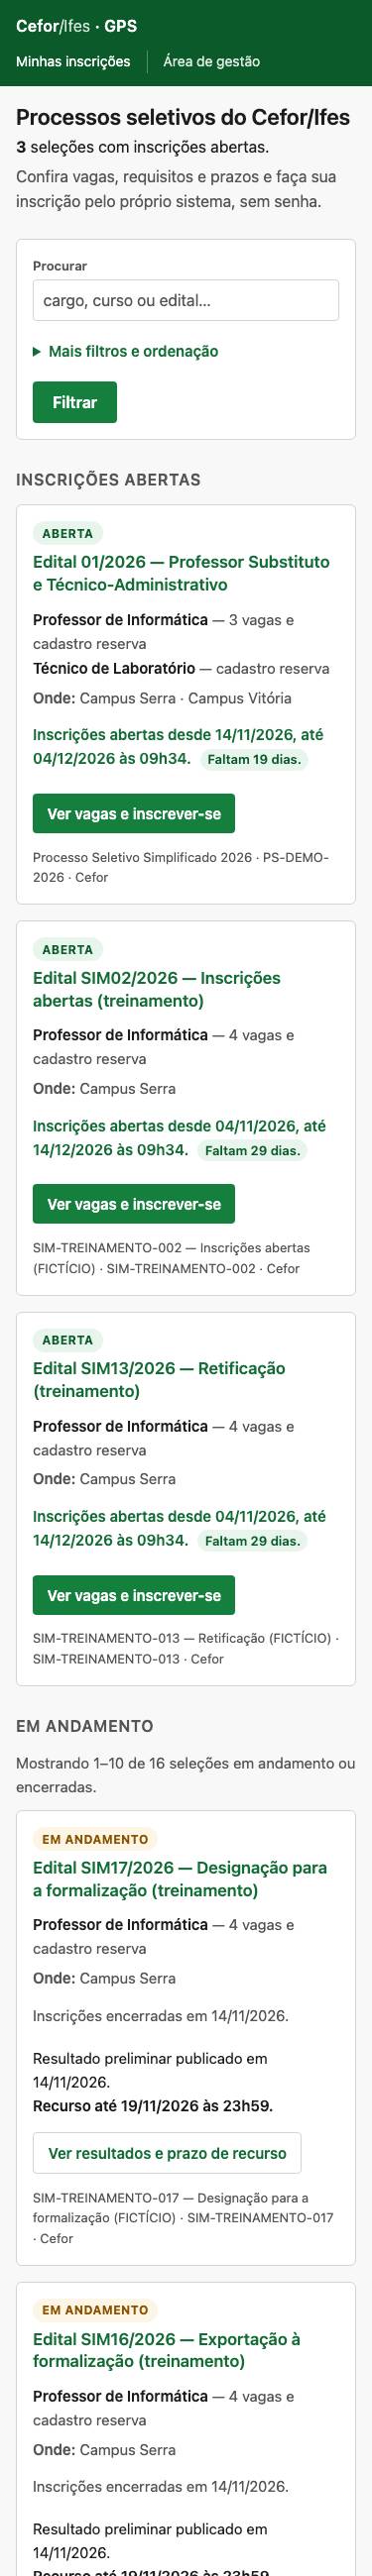 Cefor/Ifes · GPS
Minhas inscrições
Área de gestão
Processos seletivos do Cefor/Ifes
3 seleções com inscrições abertas.
Confira vagas, requisitos e prazos e faça sua
inscrição pelo próprio sistema, sem senha.
Procurar
cargo, curso ou edital...
Mais filtros e ordenação
Filtrar
INSCRIÇÕES ABERTAS
ABERTA
Edital 01/2026 — Professor Substituto
e Técnico-Administrativo
Professor de Informática — 3 vagas e
cadastro reserva
Técnico de Laboratório — cadastro reserva
Onde: Campus Serra · Campus Vitória
Inscrições abertas desde 14/11/2026, até
04/12/2026 às 09h34. Faltam 19 dias.
Ver vagas e inscrever-se
Processo Seletivo Simplificado 2026 · PS-DEMO-
2026 · Cefor
ABERTA
Edital SIM02/2026 — Inscrições
abertas (treinamento)
Professor de Informática — 4 vagas e
cadastro reserva
Onde: Campus Serra
Inscrições abertas desde 04/11/2026, até
14/12/2026 às 09h34. Faltam 29 dias.
Ver vagas e inscrever-se
SIM-TREINAMENTO-002 — Inscrições abertas
(FICTÍCIO) · SIM-TREINAMENTO-002 · Cefor
ABERTA
Edital SIM13/2026 — Retificação
(treinamento)
Professor de Informática — 4 vagas e
cadastro reserva
Onde: Campus Serra
Inscrições abertas desde 04/11/2026, até
14/12/2026 às 09h34. Faltam 29 dias.
Ver vagas e inscrever-se
SIM-TREINAMENTO-013 — Retificação (FICTÍCIO) ·
SIM-TREINAMENTO-013 · Cefor
EM ANDAMENTO
Mostrando 1–10 de 16 seleções em andamento ou
encerradas.
EM ANDAMENTO
Edital SIM17/2026 — Designação para
a formalização (treinamento)
Professor de Informática — 4 vagas e
cadastro reserva
Onde: Campus Serra
Inscrições encerradas em 14/11/2026.
Resultado preliminar publicado em
14/11/2026.
Recurso até 19/11/2026 às 23h59.
Ver resultados e prazo de recurso
SIM-TREINAMENTO-017 — Designação para a
formalização (FICTÍCIO) · SIM-TREINAMENTO-017
· Cefor
EM ANDAMENTO
Edital SIM16/2026 — Exportação à
formalização (treinamento)
Professor de Informática — 4 vagas e
cadastro reserva
Onde: Campus Serra
Inscrições encerradas em 14/11/2026.
Resultado preliminar publicado em
14/11/2026.
Recurso até 19/11/2026 às 23h59.